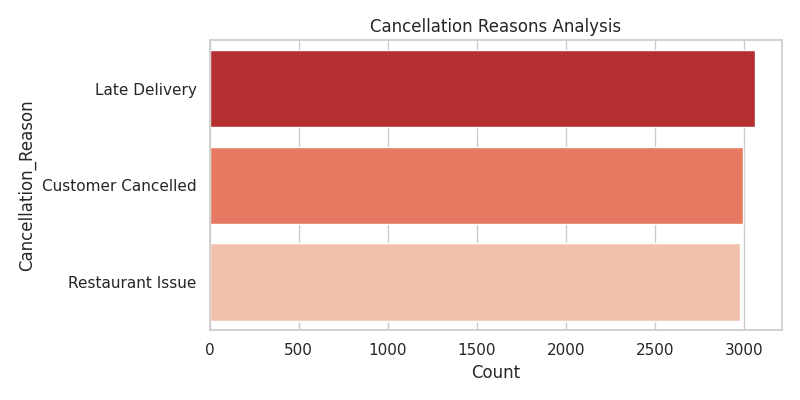 Cancellation Reasons Analysis
Cancellation_Reason
Late Delivery
Customer Cancelled
Restaurant Issue
0 500 1000 1500 2000 2500 3000
Count